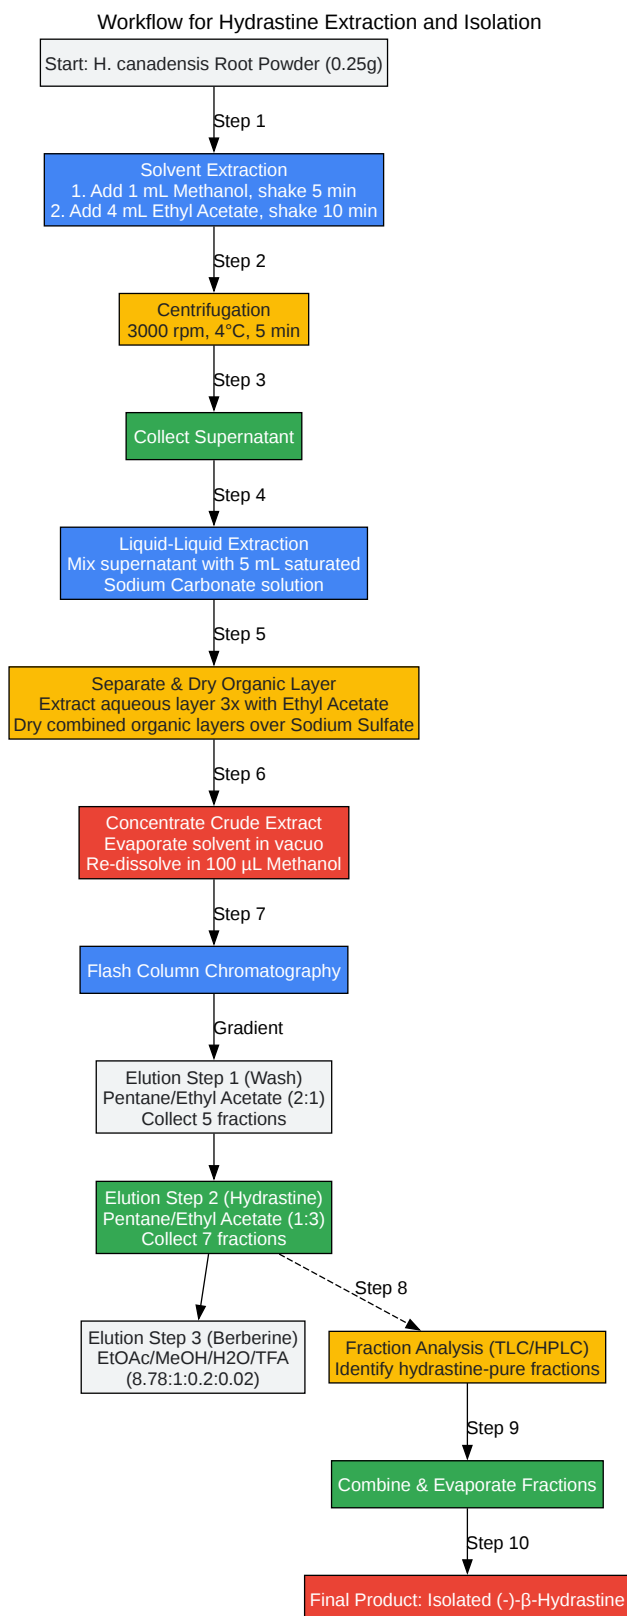 Workflow for Hydrastine Extraction and Isolation
Start: H. canadensis Root Powder (0.25g)
Step 1
Solvent Extraction
1. Add 1 mL Methanol, shake 5 min
2. Add 4 mL Ethyl Acetate, shake 10 min
Step 2
Centrifugation
3000 rpm, 4°C, 5 min
Step 3
Collect Supernatant
Step 4
Liquid-Liquid Extraction
Mix supernatant with 5 mL saturated
Sodium Carbonate solution
Step 5
Separate & Dry Organic Layer
Extract aqueous layer 3x with Ethyl Acetate
Dry combined organic layers over Sodium Sulfate
Step 6
Concentrate Crude Extract
Evaporate solvent in vacuo
Re-dissolve in 100 µL Methanol
Step 7
Flash Column Chromatography
Gradient
Elution Step 1 (Wash)
Pentane/Ethyl Acetate (2:1)
Collect 5 fractions
Elution Step 2 (Hydrastine)
Pentane/Ethyl Acetate (1:3)
Collect 7 fractions
Step 8
Elution Step 3 (Berberine)
EtOAc/MeOH/H2O/TFA
(8.78:1:0.2:0.02)
Fraction Analysis (TLC/HPLC)
Identify hydrastine-pure fractions
Step 9
Combine & Evaporate Fractions
Step 10
Final Product: Isolated (-)-β-Hydrastine